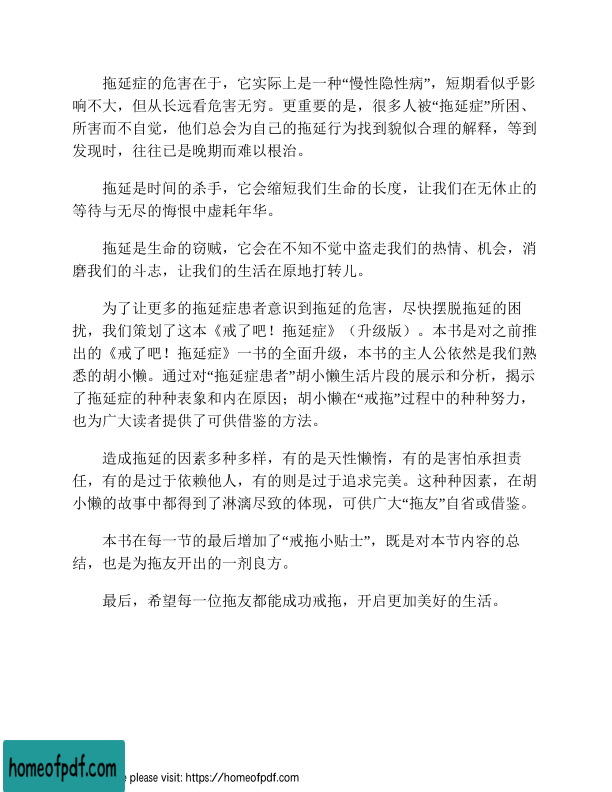 拖延症的危害在于，它实际上是一种“慢性隐性病”，短期看似乎影
响不大，但从长远看危害无穷。更重要的是，很多人被“拖延症”所困、
所害而不自觉，他们总会为自己的拖延行为找到貌似合理的解释，等到
发现时，往往已是晚期而难以根治。
拖延是时间的杀手，它会缩短我们生命的长度，让我们在无休止的
等待与无尽的悔恨中虚耗年华。
拖延是生命的窃贼，它会在不知不觉中盗走我们的热情、机会，消
磨我们的斗志，让我们的生活在原地打转儿。
为了让更多的拖延症患者意识到拖延的危害，尽快摆脱拖延的困
扰，我们策划了这本《戒了吧！拖延症》（升级版）。本书是对之前推
出的《戒了吧！拖延症》一书的全面升级，本书的主人公依然是我们熟
悉的胡小懒。通过对“拖延症患者”胡小懒生活片段的展示和分析，揭示
了拖延症的种种表象和内在原因；胡小懒在“戒拖”过程中的种种努力，
也为广大读者提供了可供借鉴的方法。
造成拖延的因素多种多样，有的是天性懒惰，有的是害怕承担责
任，有的是过于依赖他人，有的则是过于追求完美。这种种因素，在胡
小懒的故事中都得到了淋漓尽致的体现，可供广大“拖友”自省或借鉴。
本书在每一节的最后增加了“戒拖小贴士”，既是对本节内容的总
结，也是为拖友开出的一剂良方。
最后，希望每一位拖友都能成功戒拖，开启更加美好的生活。
homeofpdf.com
please visit: https://homeofpdf.com